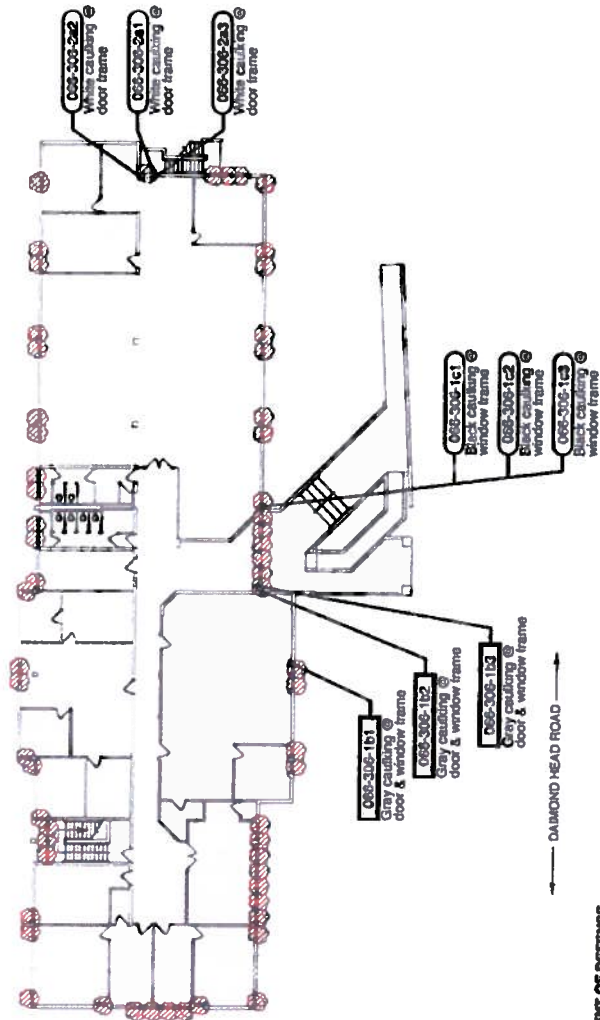 066-306-2a2
White caulking @
door frame
066-306-2a1
White caulking @
door frame
066-306-2a3
White caulking @
door frame
066-306-1c1
Black caulking @
window frame
066-306-1c2
Black caulking @
window frame
066-306-1c3
Black caulking @
window frame
066-306-1b1
Gray caulking @
door & window frame
066-306-1b2
Gray caulking @
door & window frame
066-306-1b3
Gray caulking @
door & window frame
DAIMOND HEAD ROAD
OF DEFENSE